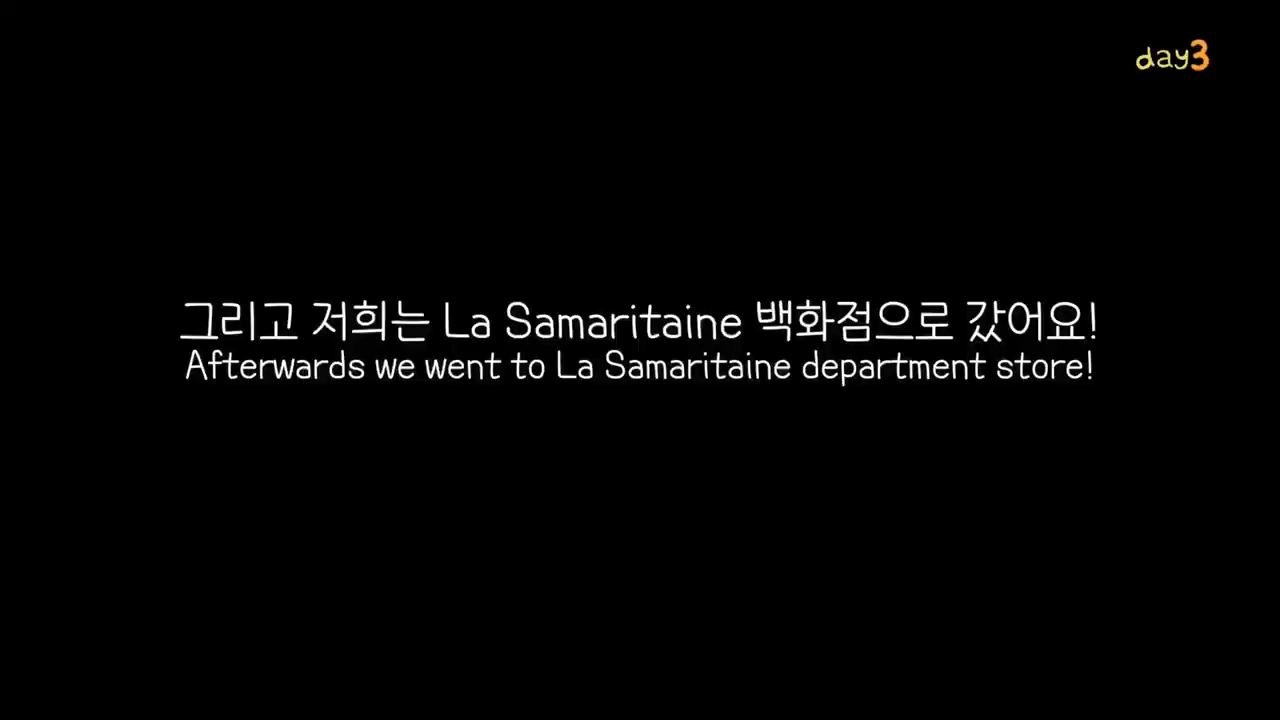 day3
그리고 저희는 La Samaritaine 백화점으로 갔어요!
Afterwards we went to La Samaritaine department store!